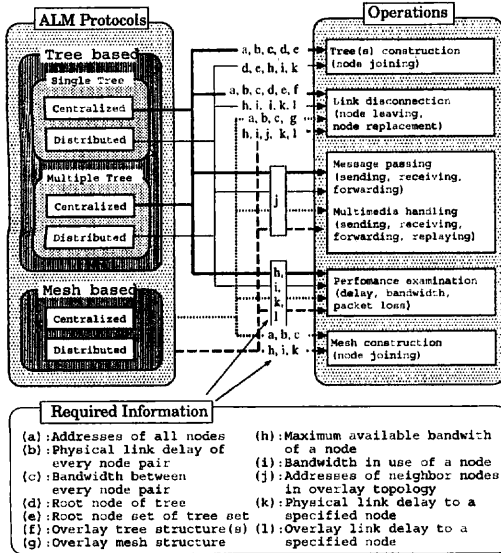 ALM Protocols
Tree based
Single Tree
Centralized
Distributed
Multiple Tree
Centralized
Distributed
Mesh based
Centralized
Distributed
a, b, c, d, e
d, e, h, i, k
a, b, c, d, e, f
h, i, i, k, l
a, b, c, g
h, i, j, k, l
j
h,
i,
k,
l
a, b, c
h, i, k
Operations
Tree(s) construction
(node joining)
Link disconnection
(node leaving,
node replacement)
Message passing
(sending, receiving,
forwarding)
Multimedia handling
(sending, receiving,
forwarding, replaying)
Perfomance examination
(delay, bandwidth,
packet loss)
Mesh construction
(node joining)
Required Information
(a):Addresses of all nodes
(b):Physical link delay of
every node pair
(c):Bandwidth between
every node pair
(d):Root node of tree
(e):Root node set of tree set
(f):Overlay tree structure(s)
(g):Overlay mesh structure
(h):Maximum available bandwith
of a node
(i):Bandwidth in use of a node
(j):Addresses of neighbor nodes
in overlay topology
(k):Physical link delay to a
specified node
(l):Overlay link delay to a
specified node